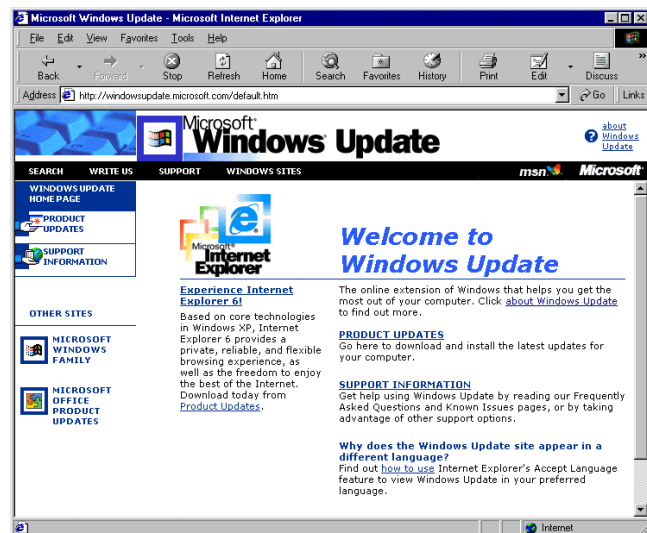 Microsoft Windows Update - Microsoft Internet Explorer
File Edit View Favorites Tools Help
Back Forward Stop Refresh Home Search Favorites History Print Edit Discuss »
Address http://windowsupdate.microsoft.com/default.htm Go Links
Microsoft®
Windows® Update
? about
Windows
Update
SEARCH WRITE US SUPPORT WINDOWS SITES msn Microsoft
WINDOWS UPDATE
HOME PAGE
PRODUCT
UPDATES
SUPPORT
INFORMATION
OTHER SITES
MICROSOFT
WINDOWS
FAMILY
MICROSOFT
OFFICE
PRODUCT
UPDATES
Microsoft®
Internet
Explorer
Experience Internet
Explorer 6!
Based on core technologies
in Windows XP, Internet
Explorer 6 provides a
private, reliable, and flexible
browsing experience, as
well as the freedom to enjoy
the best of the Internet.
Download today from
Product Updates.
Welcome to
Windows Update
The online extension of Windows that helps you get the
most out of your computer. Click about Windows Update
to find out more.
PRODUCT UPDATES
Go here to download and install the latest updates for
your computer.
SUPPORT INFORMATION
Get help using Windows Update by reading our Frequently
Asked Questions and Known Issues pages, or by taking
advantage of other support options.
Why does the Windows Update site appear in a
different language?
Find out how to use Internet Explorer's Accept Language
feature to view Windows Update in your preferred
language.
Internet